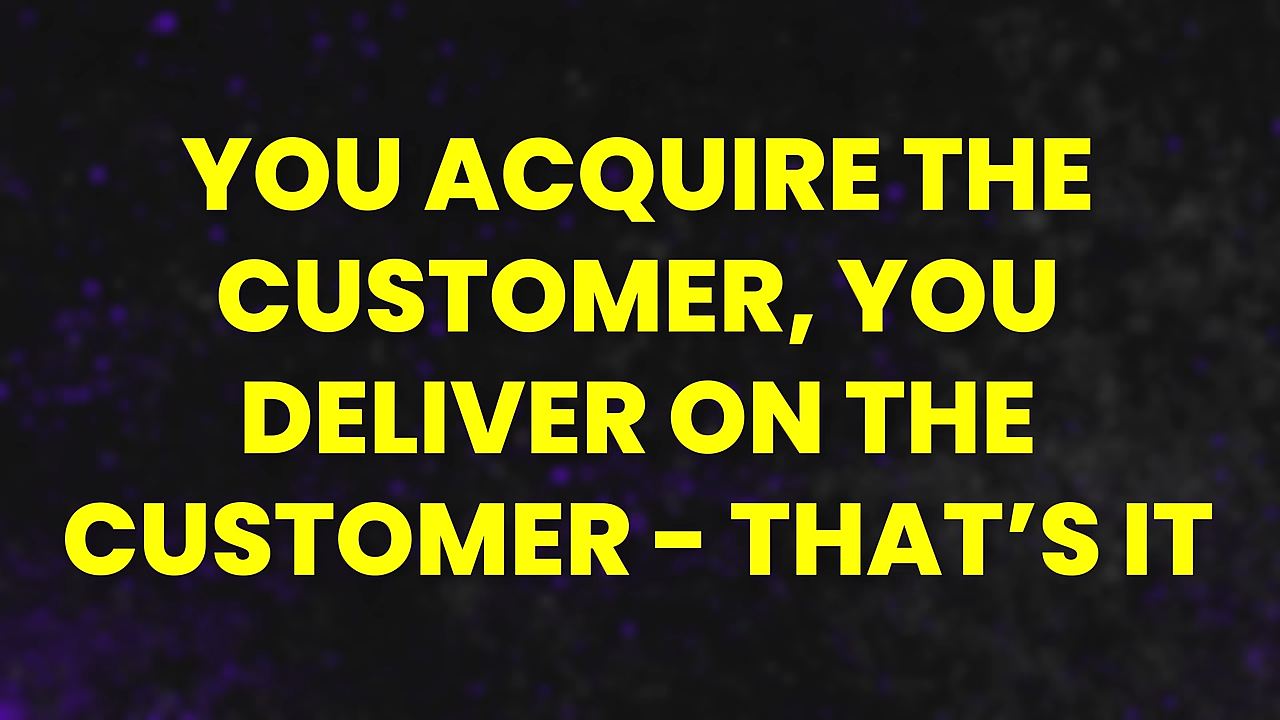 YOU ACQUIRE THE
CUSTOMER, YOU
DELIVER ON THE
CUSTOMER - THAT’S IT